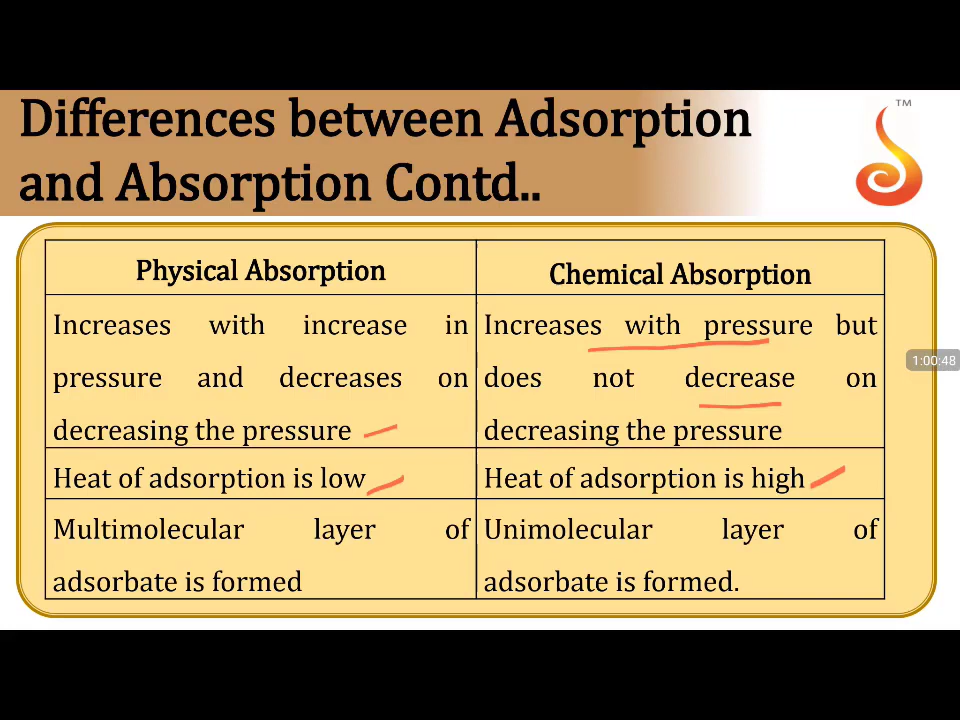 Differences between Adsorption
and Absorption Contd..
TM
Physical Absorption
Chemical Absorption
Increases with increase in
pressure and decreases on
decreasing the pressure
Increases with pressure but
does not decrease on
decreasing the pressure
1:00:48
Heat of adsorption is low
Heat of adsorption is high
Multimolecular layer of
adsorbate is formed
Unimolecular layer of
adsorbate is formed.